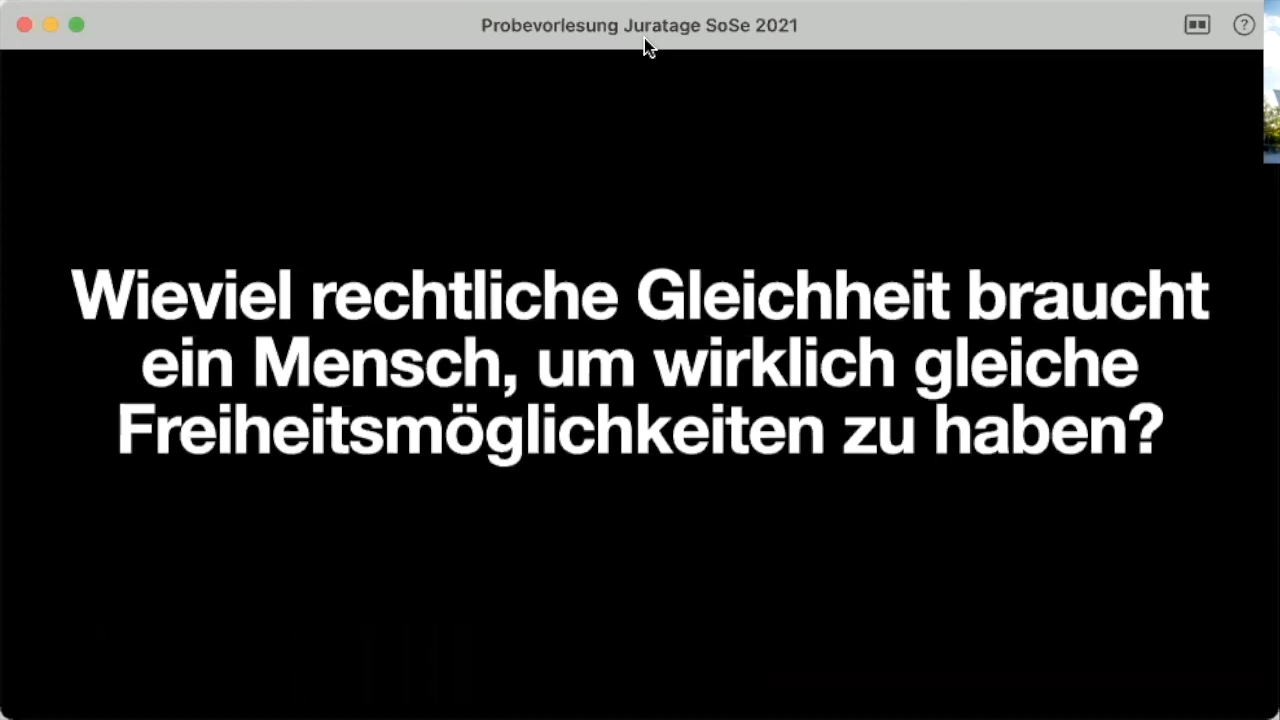 Probevorlesung Juratage SoSe 2021
?
Wieviel rechtliche Gleichheit braucht
ein Mensch, um wirklich gleiche
Freiheitsmöglichkeiten zu haben?